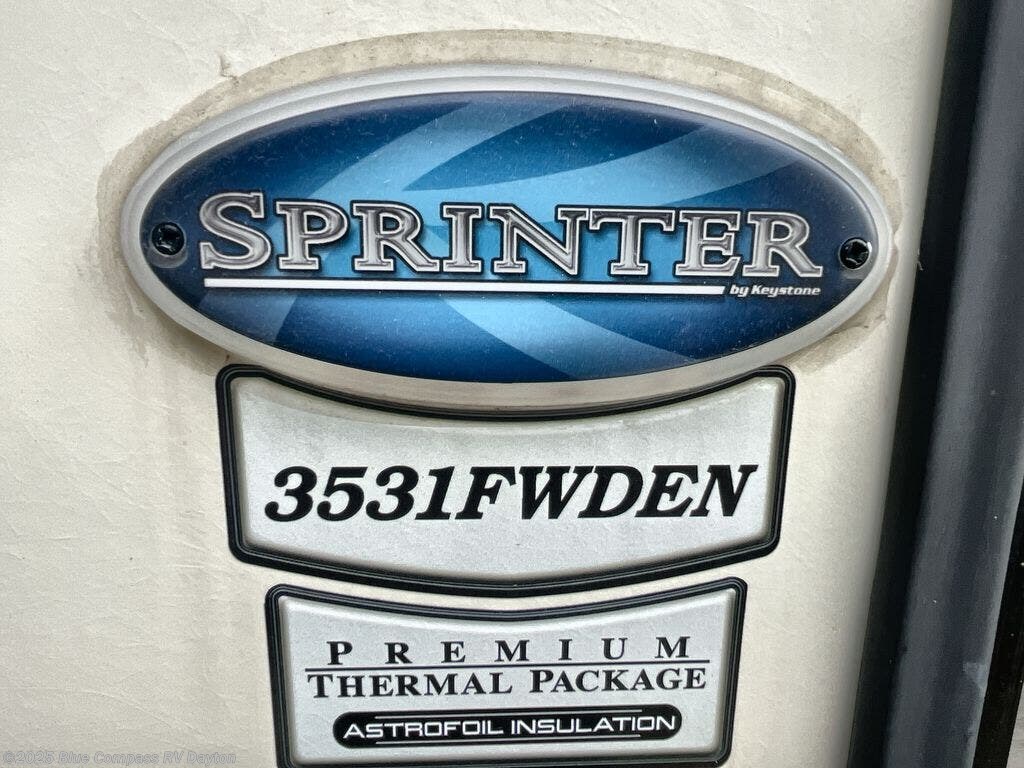 SPRINTER
by Keystone
3531FWDEN
PREMIUM
THERMAL PACKAGE
ASTROFOIL INSULATION
©2025 Blue Compass RV Dayton